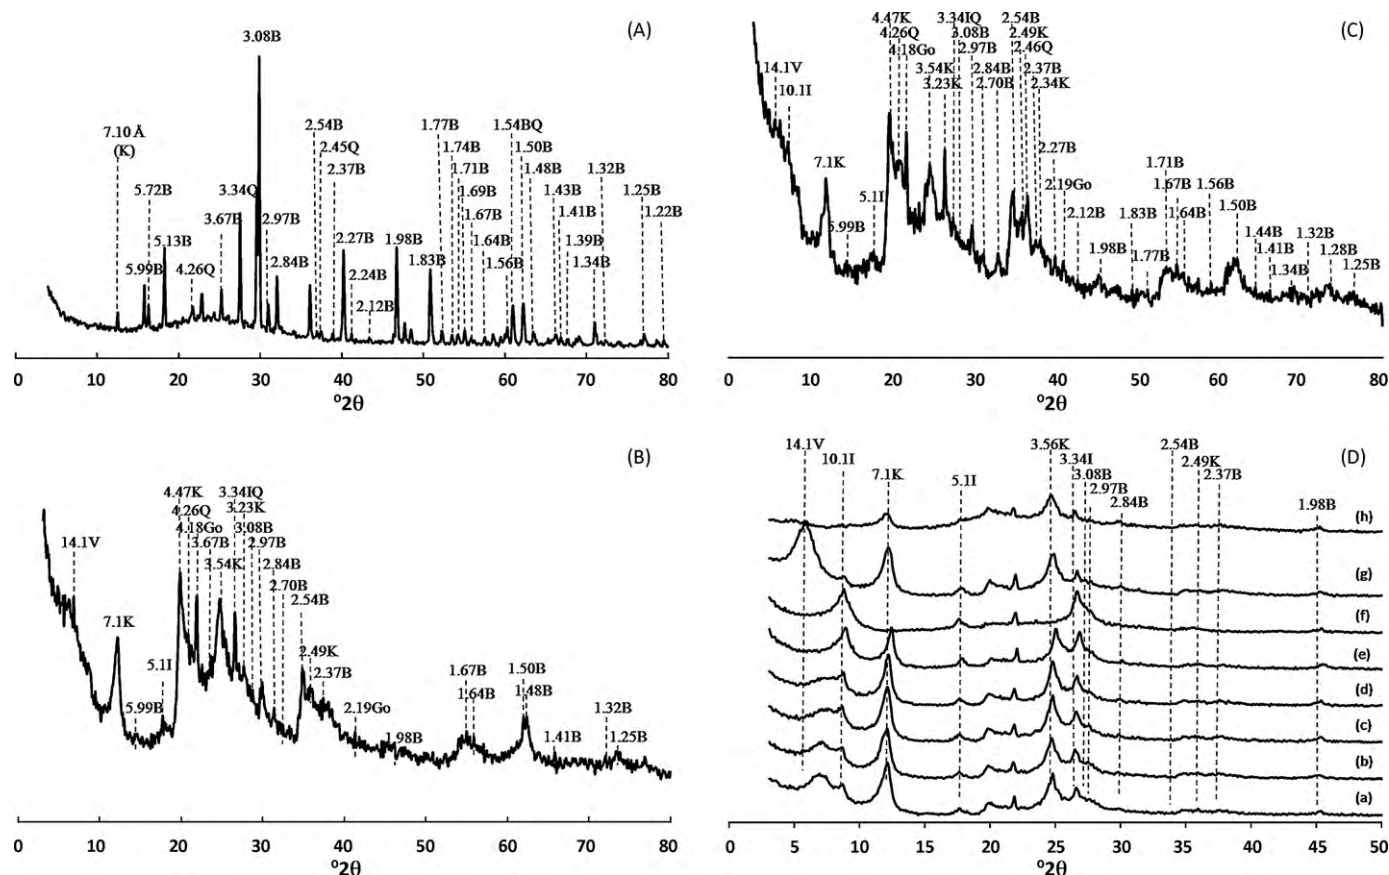 (A)
3.08B
7.10 Å
(K)
5.72B
5.99B
5.13B
4.26Q
3.67B
3.34Q
2.97B
2.84B
2.54B
2.45Q
2.37B
2.27B
2.24B
2.12B
1.98B
1.83B
1.77B
1.74B
1.71B
1.69B
1.67B
1.64B
1.56B
1.54BQ
1.50B
1.48B
1.43B
1.41B
1.39B
1.34B
1.32B
1.25B
1.22B
0 10 20 30 40 50 60 70 80
°2θ
(C)
14.1V
10.1I
7.1K
5.99B
5.1I
4.47K
4.26Q
4.18Go
3.54K
3.23K
3.34IQ
3.08B
2.97B
2.84B
2.70B
2.54B
2.49K
2.46Q
2.37B
2.34K
2.27B
2.19Go
2.12B
1.98B
1.83B
1.77B
1.71B
1.67B
1.64B
1.56B
1.50B
1.44B
1.41B
1.34B
1.32B
1.28B
1.25B
0 10 20 30 40 50 60 71 80
°2θ
(B)
14.1V
7.1K
5.99B
5.1I
4.47K
4.26Q
4.18Go
3.67B
3.54K
3.34IQ
3.23K
3.08B
2.97B
2.84B
2.70B
2.54B
2.49K
2.37B
2.19Go
1.98B
1.67B
1.64B
1.50B
1.48B
1.41B
1.32B
1.25B
0 10 20 30 40 50 60 70 80
°2θ
(D)
14.1V
10.1I
7.1K
5.1I
3.56K
3.34I
3.08B
2.97B
2.84B
2.54B
2.49K
2.37B
1.98B
(h)
(g)
(f)
(e)
(d)
(c)
(b)
(a)
0 5 10 15 20 25 30 35 40 45 50
°2θ